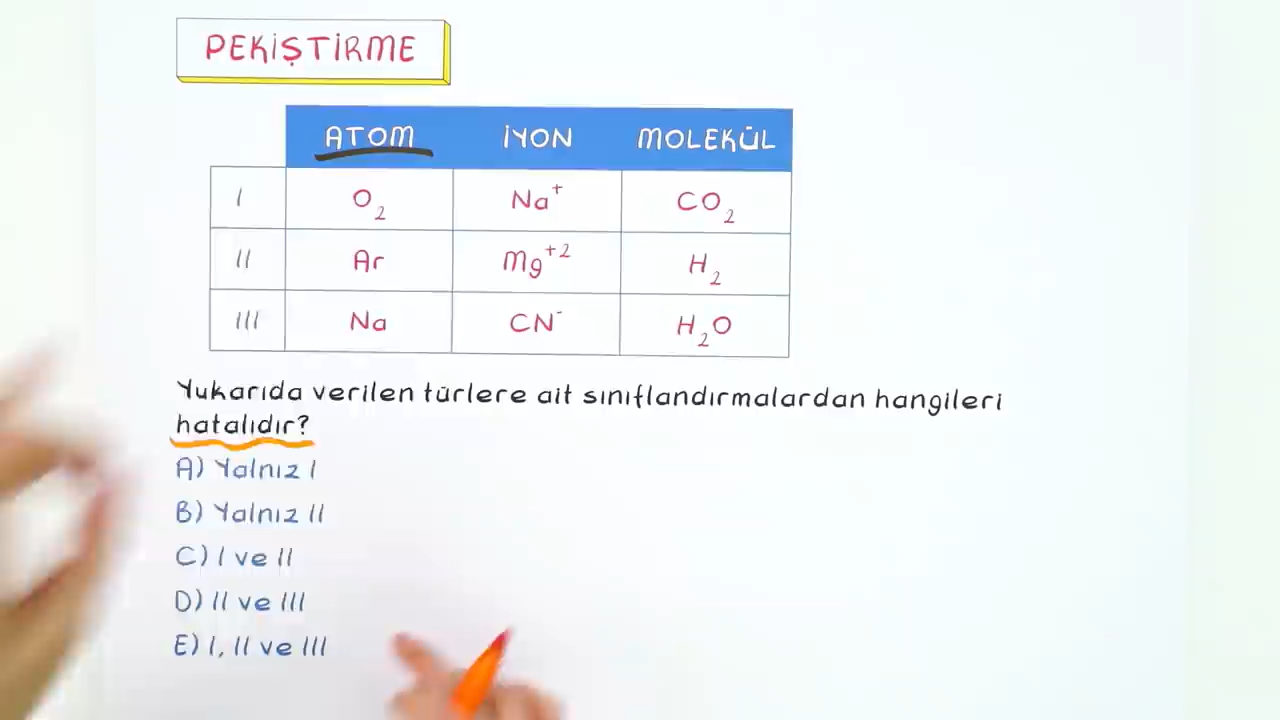 PEKİŞTİRME
ATOM İYON MOLEKÜL
I O₂ Na⁺ CO₂
II Ar Mg⁺² H₂
III Na CN⁻ H₂O
Yukarıda verilen türlere ait sınıflandırmalardan hangileri
hatalıdır?
A) Yalnız I
B) Yalnız II
C) I ve II
D) II ve III
E) I, II ve III